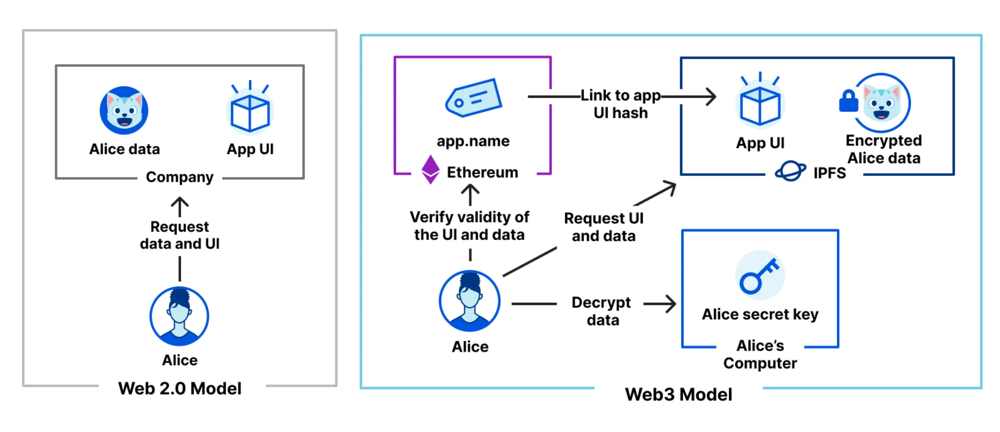 Alice data
App UI
Company
Request
data and UI
Alice
Web 2.0 Model
app.name
Ethereum
Link to app
UI hash
App UI
Encrypted
Alice data
IPFS
Verify validity of
the UI and data
Request UI
and data
Alice
Decrypt
data
Alice secret key
Alice’s
Computer
Web3 Model